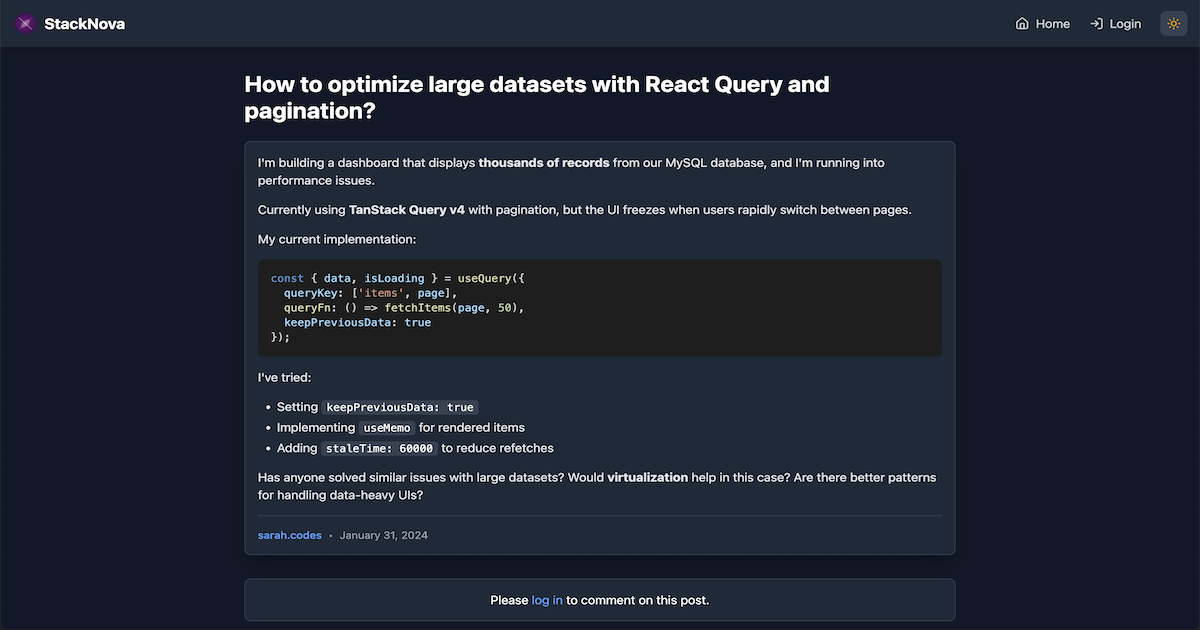 StackNova
Home
Login
How to optimize large datasets with React Query and
pagination?
I'm building a dashboard that displays thousands of records from our MySQL database, and I'm running into
performance issues.
Currently using TanStack Query v4 with pagination, but the UI freezes when users rapidly switch between pages.
My current implementation:
const { data, isLoading } = useQuery({
  queryKey: ['items', page],
  queryFn: () => fetchItems(page, 50),
  keepPreviousData: true
});
I've tried:
• Setting keepPreviousData: true
• Implementing useMemo for rendered items
• Adding staleTime: 60000 to reduce refetches
Has anyone solved similar issues with large datasets? Would virtualization help in this case? Are there better patterns
for handling data-heavy UIs?
sarah.codes • January 31, 2024
Please log in to comment on this post.